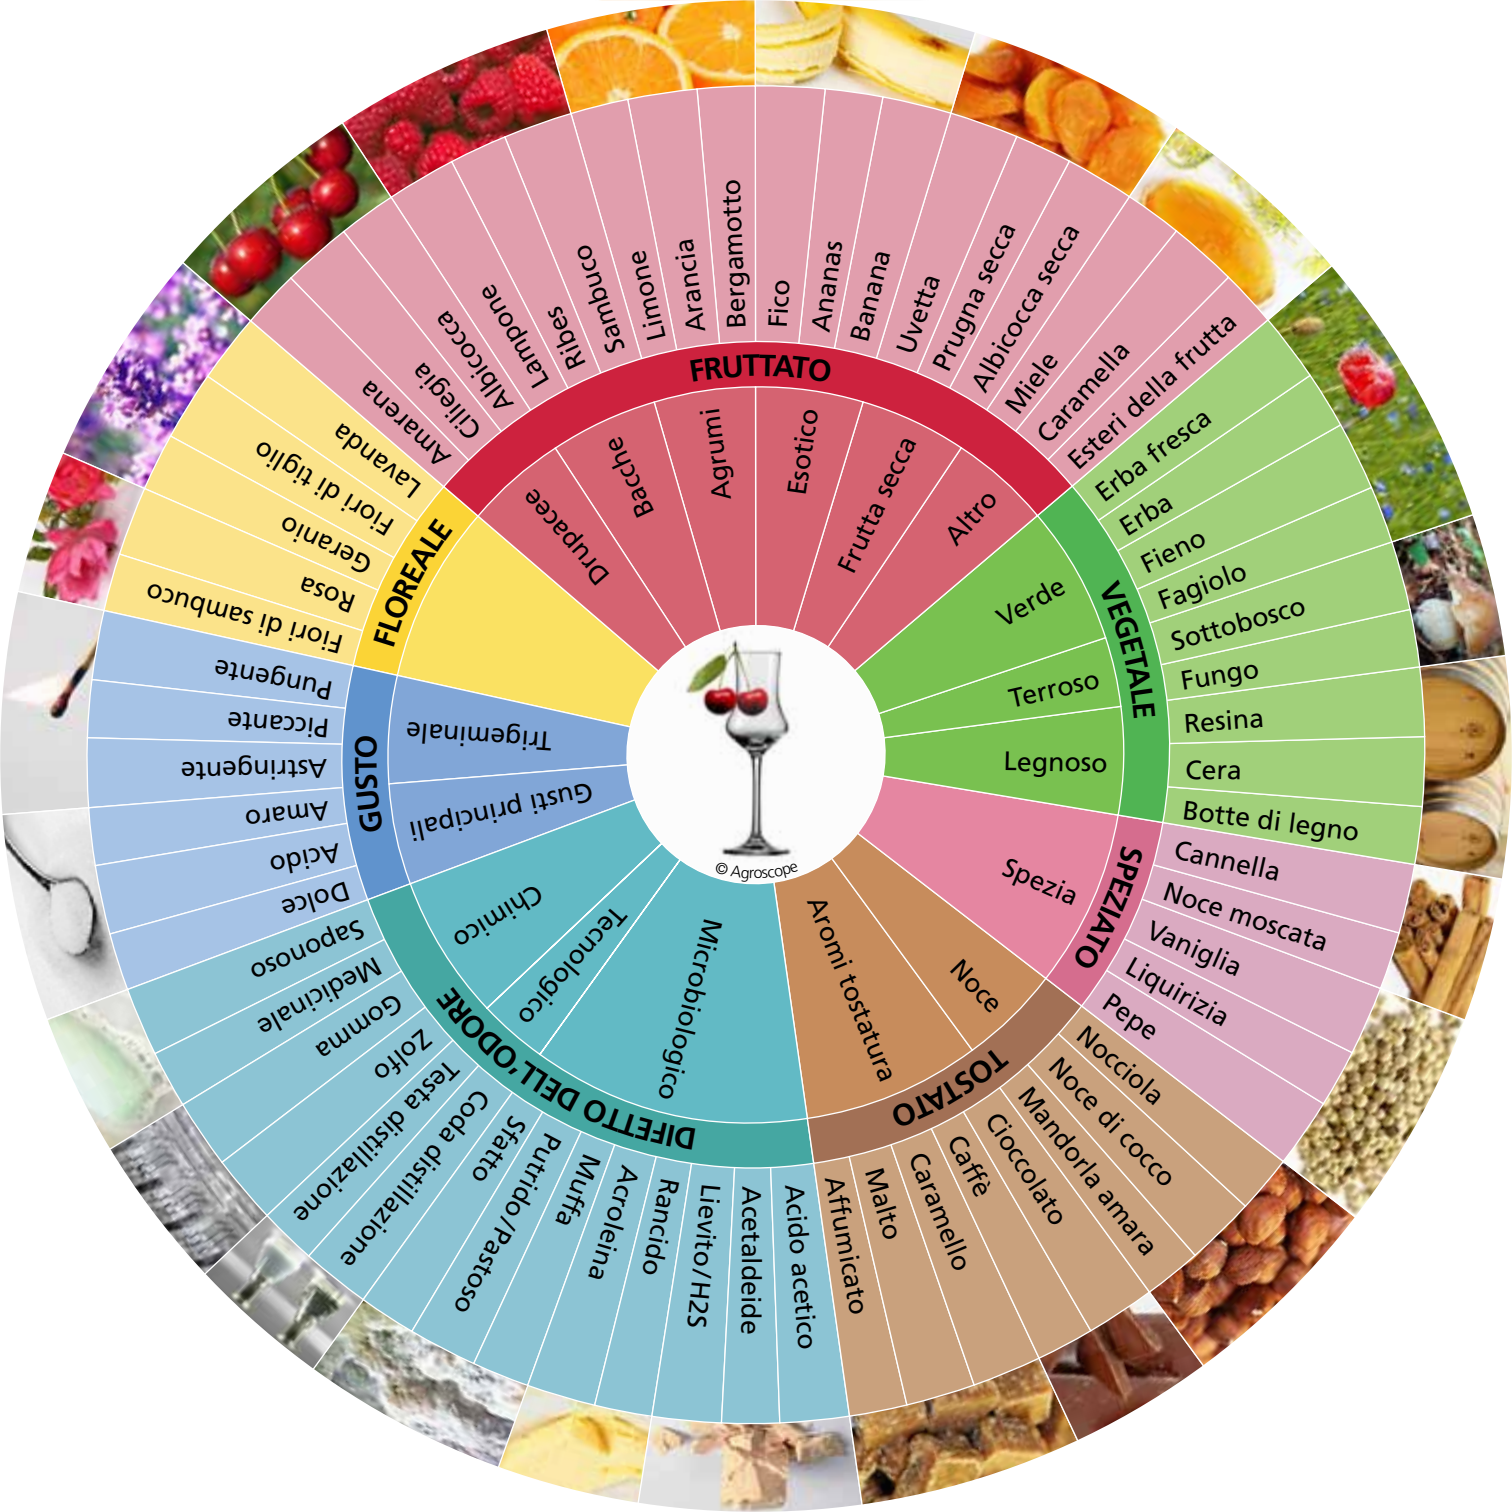 FRUTTATO
Drupacee
Amarena
Ciliegia
Albicocca
Bacche
Lampone
Ribes
Sambuco
Agrumi
Limone
Arancia
Bergamotto
Esotico
Fico
Ananas
Banana
Frutta secca
Uvetta
Prugna secca
Albicocca secca
Altro
Miele
Caramella
Esteri della frutta
VEGETALE
Verde
Erba fresca
Erba
Fieno
Fagiolo
Terroso
Sottobosco
Fungo
Legnoso
Resina
Cera
Botte di legno
SPEZIATO
Spezia
Cannella
Noce moscata
Vaniglia
Liquirizia
Pepe
TOSTATO
Noce
Nocciola
Noce di cocco
Mandorla amara
Aromi tostatura
Cioccolato
Caffè
Caramello
Malto
Affumicato
DIFETTO DELL'ODORE
Microbiologico
Acido acetico
Acetaldeide
Lievito/H2S
Rancido
Acroleina
Muffa
Putrido/Pastoso
Sfatto
Tecnologico
Coda distillazione
Testa distillazione
Chimico
Zolfo
Gomma
Medicinale
Saponoso
GUSTO
Gusti principali
Dolce
Acido
Amaro
Trigeminale
Astringente
Piccante
Pungente
FLOREALE
Fiori di sambuco
Rosa
Geranio
Fiori di tiglio
Lavanda
© Agroscope